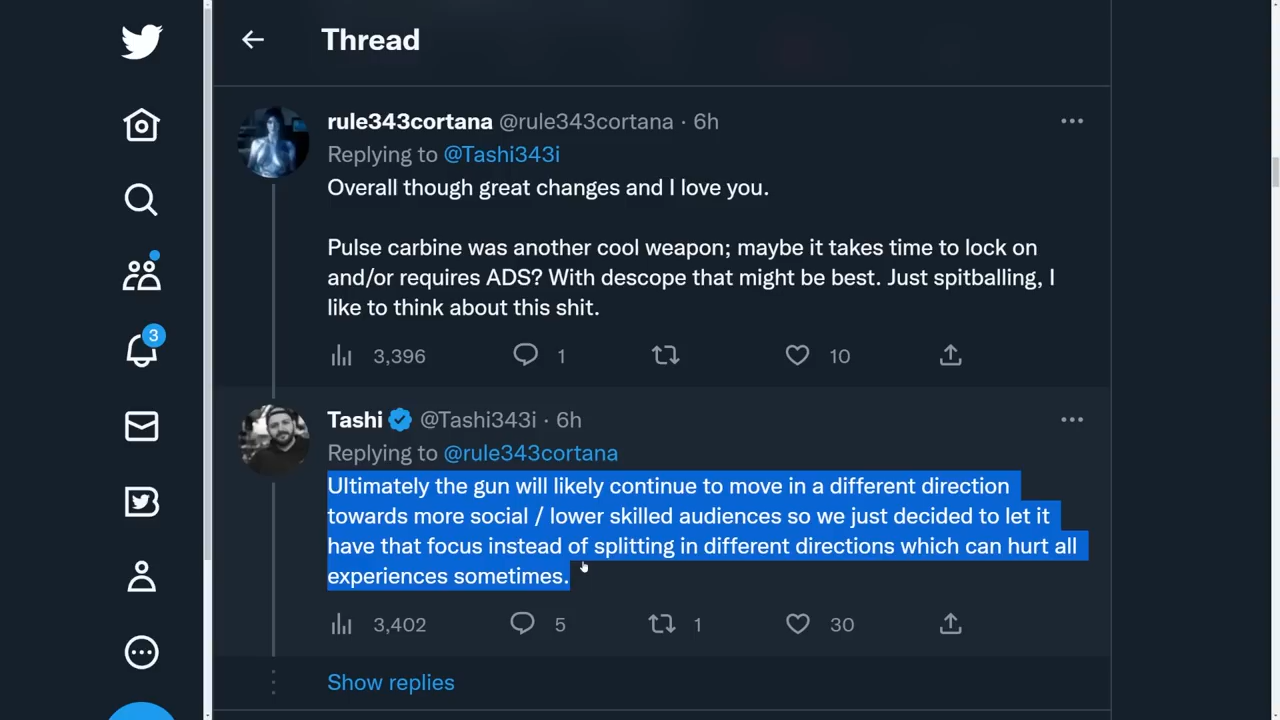 Thread
rule343cortana @rule343cortana · 6h
Replying to @Tashi343i
Overall though great changes and I love you.
Pulse carbine was another cool weapon; maybe it takes time to lock on
and/or requires ADS? With descope that might be best. Just spitballing, I
like to think about this shit.
3,396 1 10
3
Tashi @Tashi343i · 6h
Replying to @rule343cortana
Ultimately the gun will likely continue to move in a different direction
towards more social / lower skilled audiences so we just decided to let it
have that focus instead of splitting in different directions which can hurt all
experiences sometimes.
3,402 5 1 30
Show replies